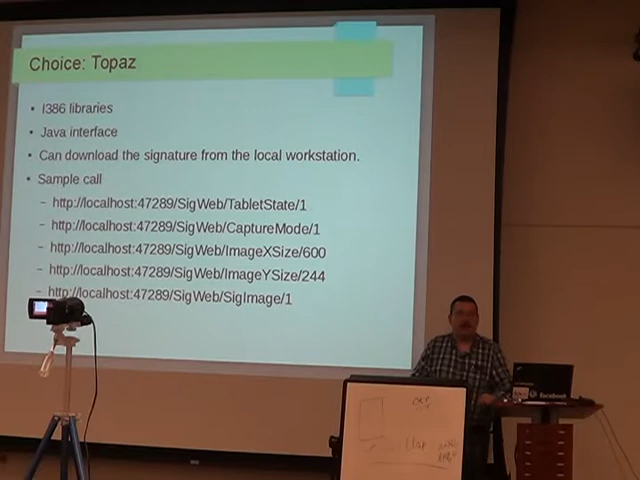 Choice: Topaz
• I386 libraries
• Java interface
• Can download the signature from the local workstation.
• Sample call
– http://localhost:47289/SigWeb/TabletState/1
– http://localhost:47289/SigWeb/CaptureMode/1
– http://localhost:47289/SigWeb/ImageXSize/600
– http://localhost:47289/SigWeb/ImageYSize/244
– http://localhost:47289/SigWeb/SigImage/1
facebook